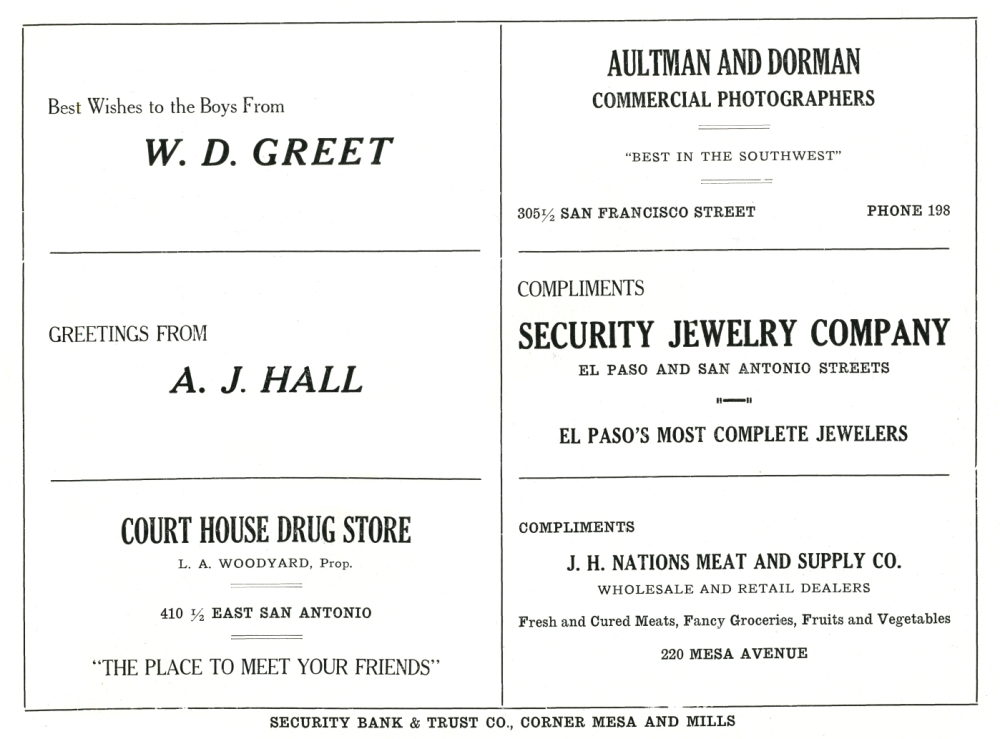 Best Wishes to the Boys From
W. D. GREET
GREETINGS FROM
A. J. HALL
COURT HOUSE DRUG STORE
L. A. WOODYARD, Prop.
410 ½ EAST SAN ANTONIO
"THE PLACE TO MEET YOUR FRIENDS"
AULTMAN AND DORMAN
COMMERCIAL PHOTOGRAPHERS
"BEST IN THE SOUTHWEST"
305½ SAN FRANCISCO STREET PHONE 198
COMPLIMENTS
SECURITY JEWELRY COMPANY
EL PASO AND SAN ANTONIO STREETS
EL PASO'S MOST COMPLETE JEWELERS
COMPLIMENTS
J. H. NATIONS MEAT AND SUPPLY CO.
WHOLESALE AND RETAIL DEALERS
Fresh and Cured Meats, Fancy Groceries, Fruits and Vegetables
220 MESA AVENUE
SECURITY BANK & TRUST CO., CORNER MESA AND MILLS